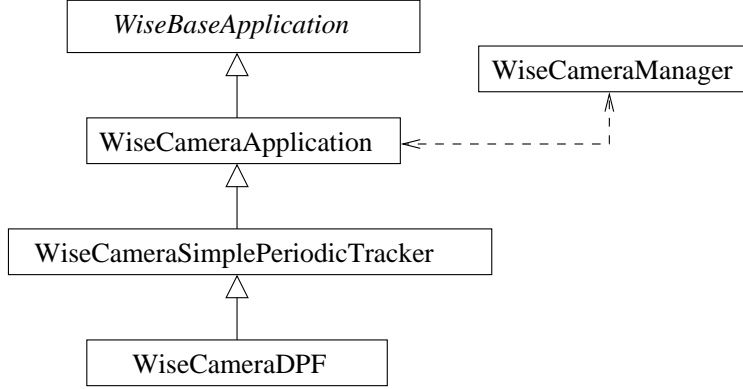 WiseBaseApplication
WiseCameraManager
WiseCameraApplication
WiseCameraSimplePeriodicTracker
WiseCameraDPF